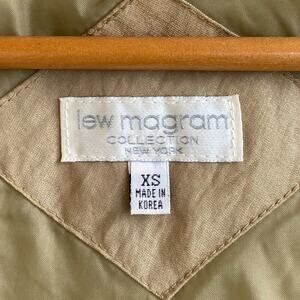 lew magram
COLLECTION
NEW YORK
XS
MADE IN
KOREA